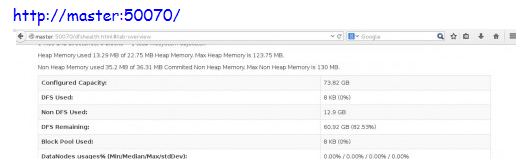 http://master:50070/
master:50070/dfshealth.html#tab-overview
Google
Heap Memory used 13.29 MB of 22.75 MB Heap Memory. Max Heap Memory is 123.75 MB.
Non Heap Memory used 35.2 MB of 36.31 MB Commited Non Heap Memory. Max Non Heap Memory is 130 MB.
Configured Capacity: 73.82 GB
DFS Used: 8 KB (0%)
Non DFS Used: 12.9 GB
DFS Remaining: 60.92 GB (82.53%)
Block Pool Used: 8 KB (0%)
DataNodes usages% (Min/Median/Max/stdDev): 0.00% / 0.00% / 0.00% / 0.00%